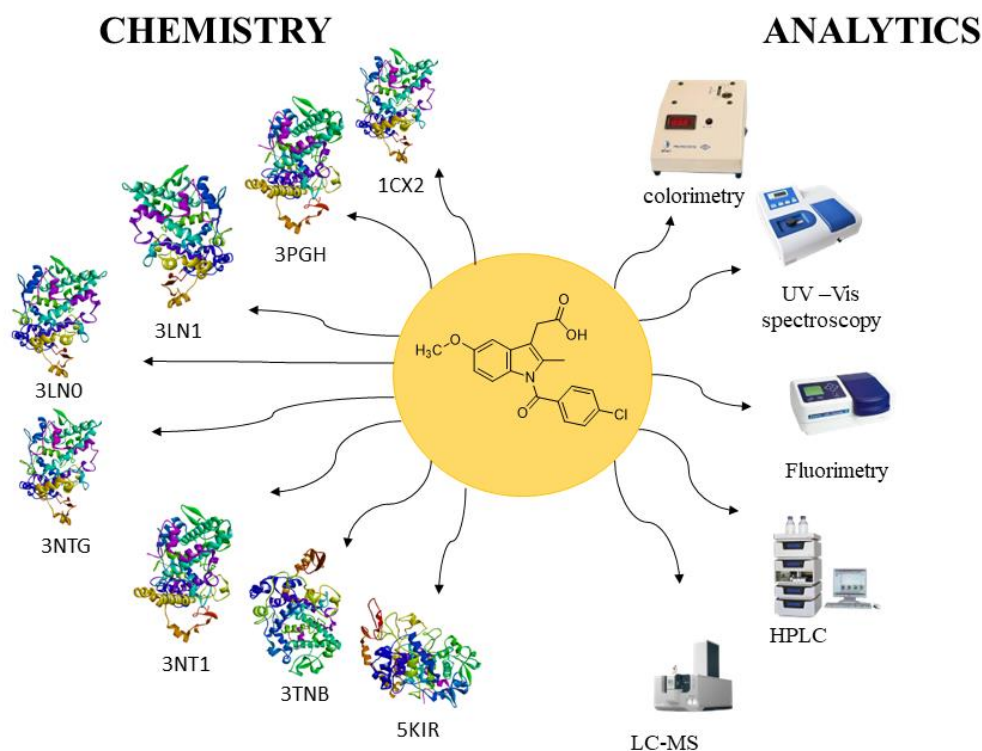 CHEMISTRY
ANALYTICS
1CX2
3PGH
3LN1
3LN0
3NTG
3NT1
3TNB
5KIR
O
OH
H₃C
O
N
O
Cl
colorimetry
UV –Vis
spectroscopy
Fluorimetry
HPLC
LC-MS